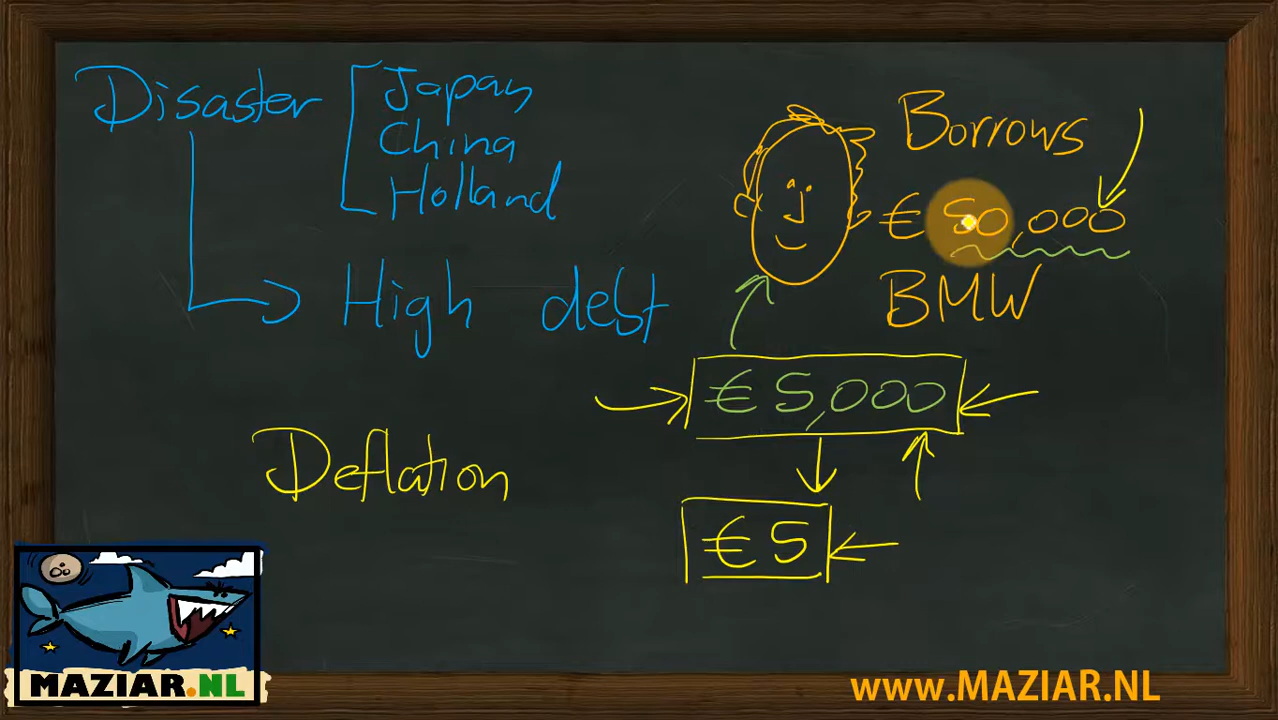 Disaster
Japan
China
Holland
High debt
Borrows
€ 50,000
BMW
€ 5,000
Deflation
€ 5
MAZIAR.NL
www.MAZIAR.NL